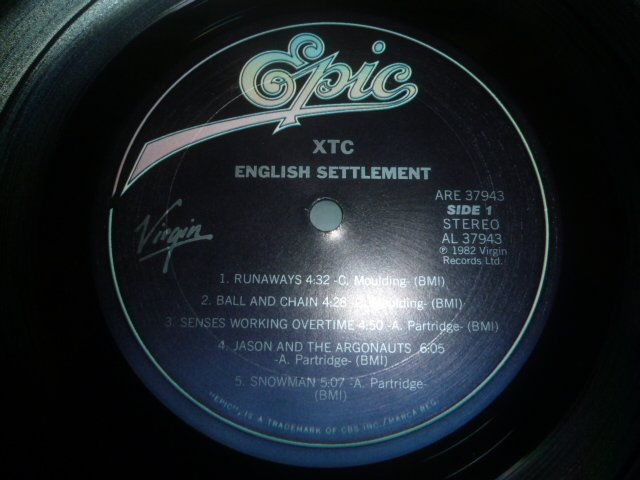 Epic
XTC
ENGLISH SETTLEMENT
ARE 37943
SIDE 1
STEREO
AL 37943
℗ 1982 Virgin
Records Ltd.
Virgin
1. RUNAWAYS 4:32 -C. Moulding- (BMI)
2. BALL AND CHAIN 4:28 -C. Moulding- (BMI)
3. SENSES WORKING OVERTIME 4:50 -A. Partridge- (BMI)
4. JASON AND THE ARGONAUTS 6:05
-A. Partridge- (BMI)
5. SNOWMAN 5:07 -A. Partridge-
(BMI)
"EPIC", IS A TRADEMARK OF CBS INC./MARCA REG.